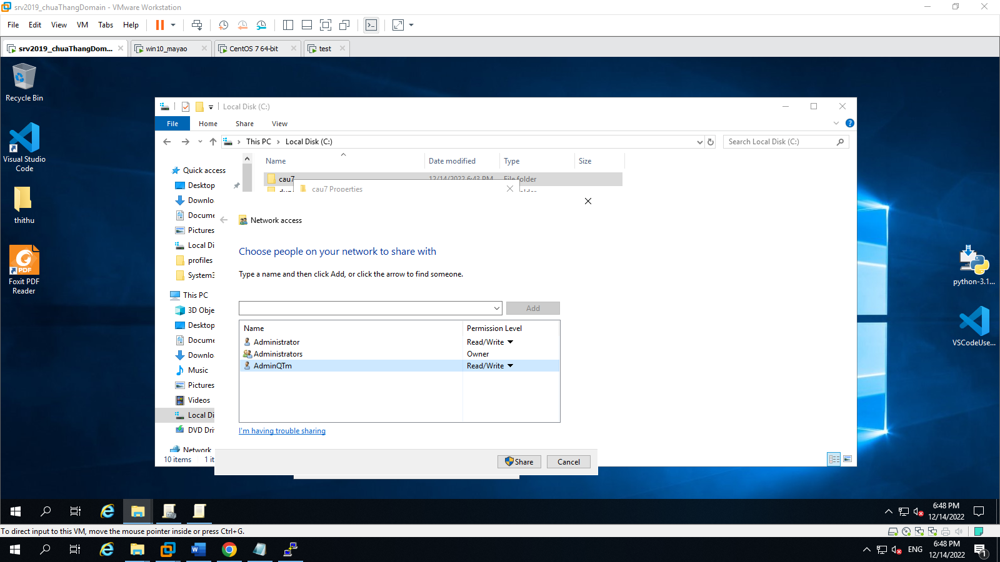 srv2019_chuaThangDomain - VMware Workstation
File Edit View VM Tabs Help
srv2019_chuaThangDom... win10_mayao CentOS 7 64-bit test
Recycle Bin
Visual Studio
Code
thithu
PDF
Foxit PDF
Reader
python-3.1...
VSCodeUse...
Local Disk (C:)
File Home Share View
This PC Local Disk (C:) Search Local Disk (C:)
Name Date modified Type Size
Quick access
Desktop
Downlo
Docume
Pictures
Local Di
profiles
System3
This PC
3D Obje
Desktop
Docume
Downlo
Music
Pictures
Videos
Local Di
DVD Dri
Network
cau7 12/14/2022 6:43 PM File folder
cau7 Properties
Network access
Choose people on your network to share with
Type a name and then click Add, or click the arrow to find someone.
Add
Name Permission Level
Administrator Read/Write
Administrators Owner
AdminQTm Read/Write
I'm having trouble sharing
Share Cancel
10 items 1 it
6:48 PM
12/14/2022
To direct input to this VM, move the mouse pointer inside or press Ctrl+G.
ENG 6:48 PM
12/14/2022
1